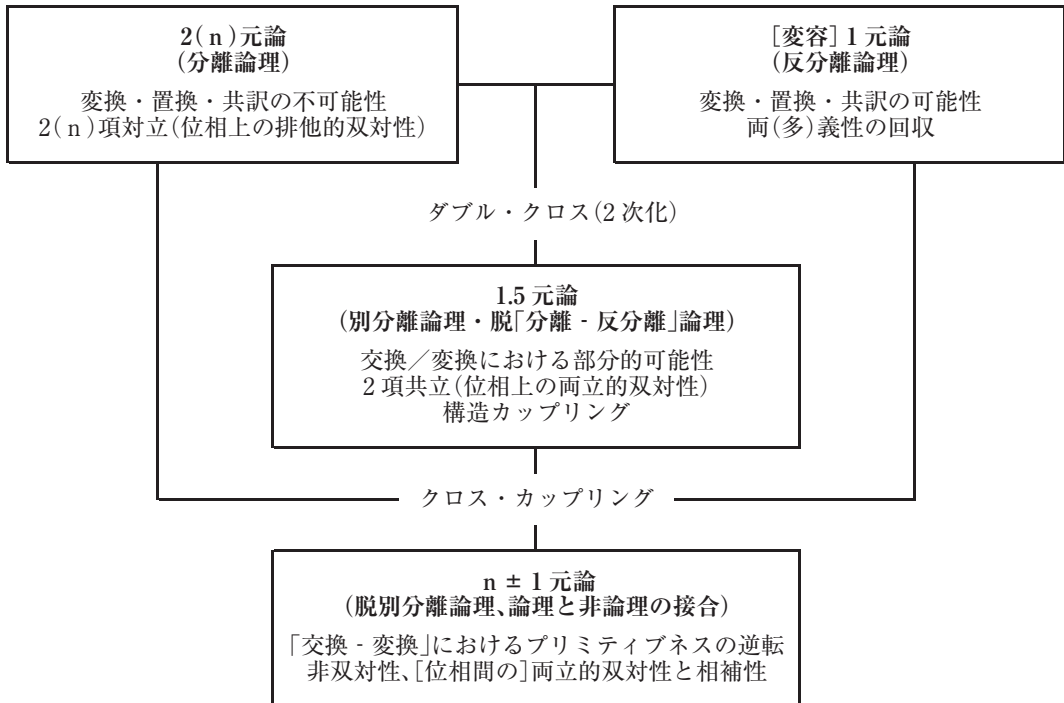 2(n)元論
(分離論理)
変換・置換・共訳の不可能性
2(n)項対立(位相上の排他的双対性)
[変容]1元論
(反分離論理)
変換・置換・共訳の可能性
両(多)義性の回収
ダブル・クロス(2次化)
1.5元論
(別分離論理・脱「分離‐反分離」論理)
交換／変換における部分的可能性
2項共立(位相上の両立的双対性)
構造カップリング
クロス・カップリング
n±1元論
(脱別分離論理、論理と非論理の接合)
「交換‐変換」におけるプリミティブネスの逆転
非双対性、[位相間の]両立的双対性と相補性